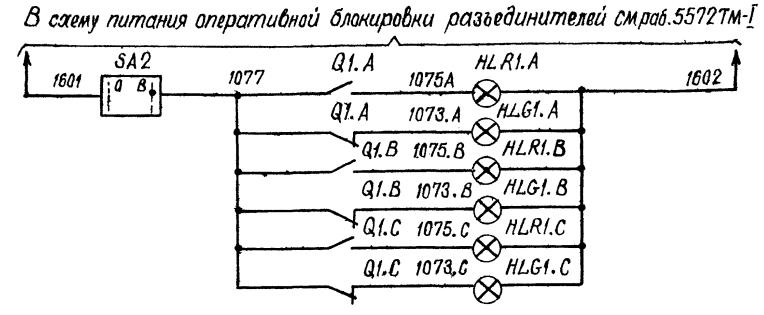 В схему питания оперативной блокировки разъединителей см.раб.5572ТМ-I
SA2
1601
О В
1077
Q1.A 1075A HLR1.A
1602
Q1.A 1073.A HLG1.A
Q1.B 1075.B HLR1.B
Q1.B 1073.B HLG1.B
Q1.C 1075.C HLR1.C
Q1.C 1073.C HLG1.C